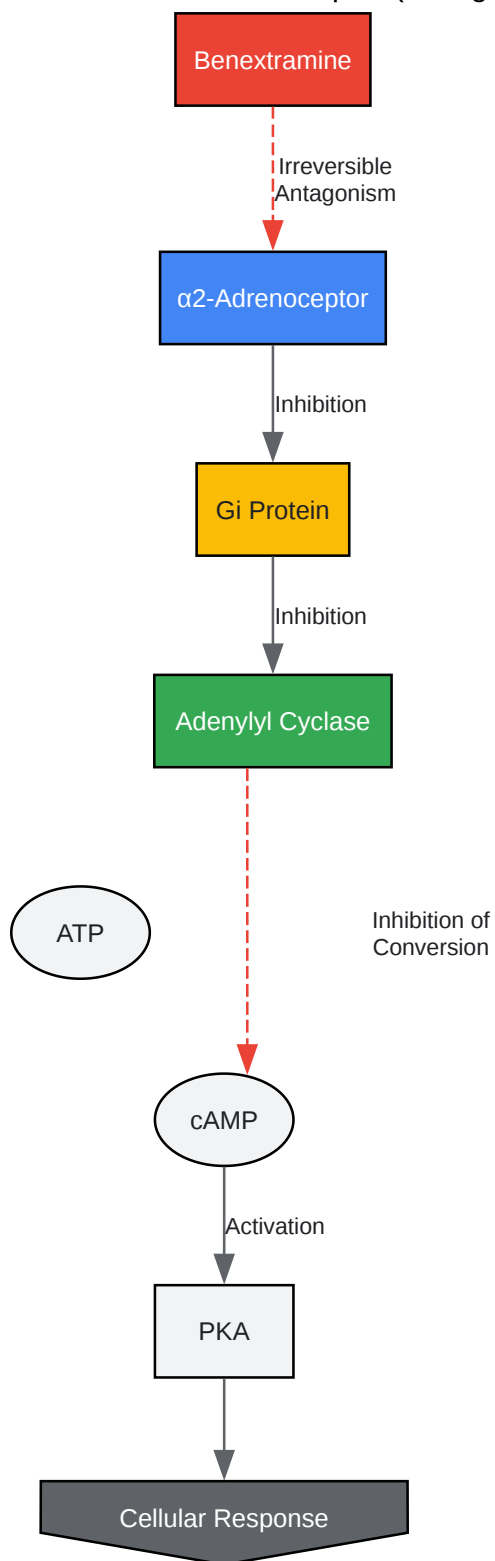 Benextramine
Irreversible
Antagonism
α2-Adrenoceptor
Inhibition
Gi Protein
Inhibition
Adenylyl Cyclase
ATP
Inhibition of
Conversion
cAMP
Activation
PKA
Cellular Response